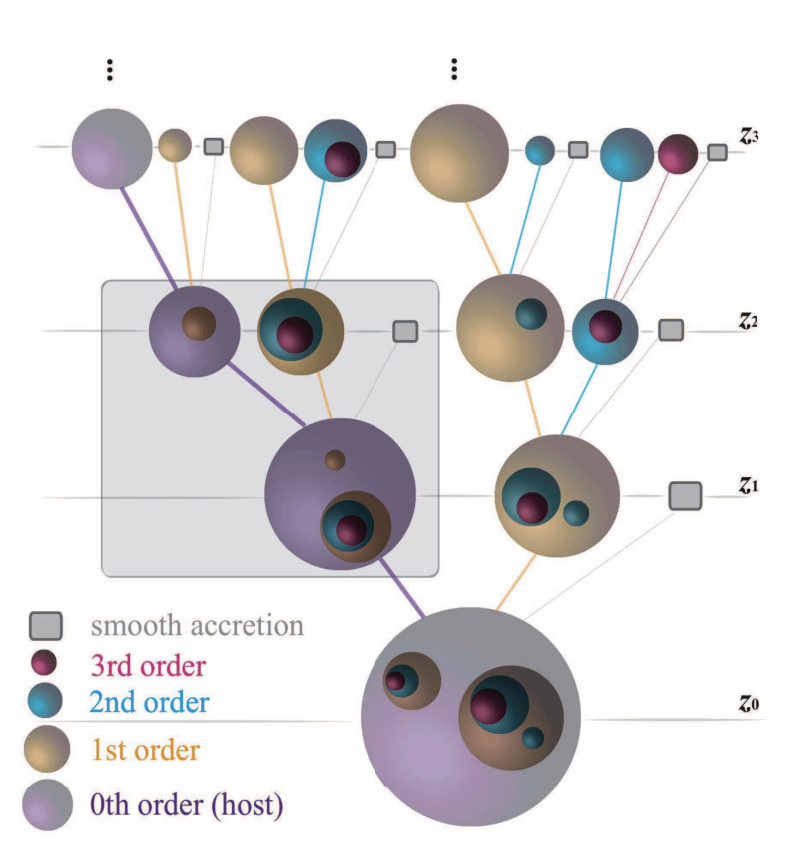 z3
z2
z1
smooth accretion
3rd order
2nd order
z0
1st order
0th order (host)